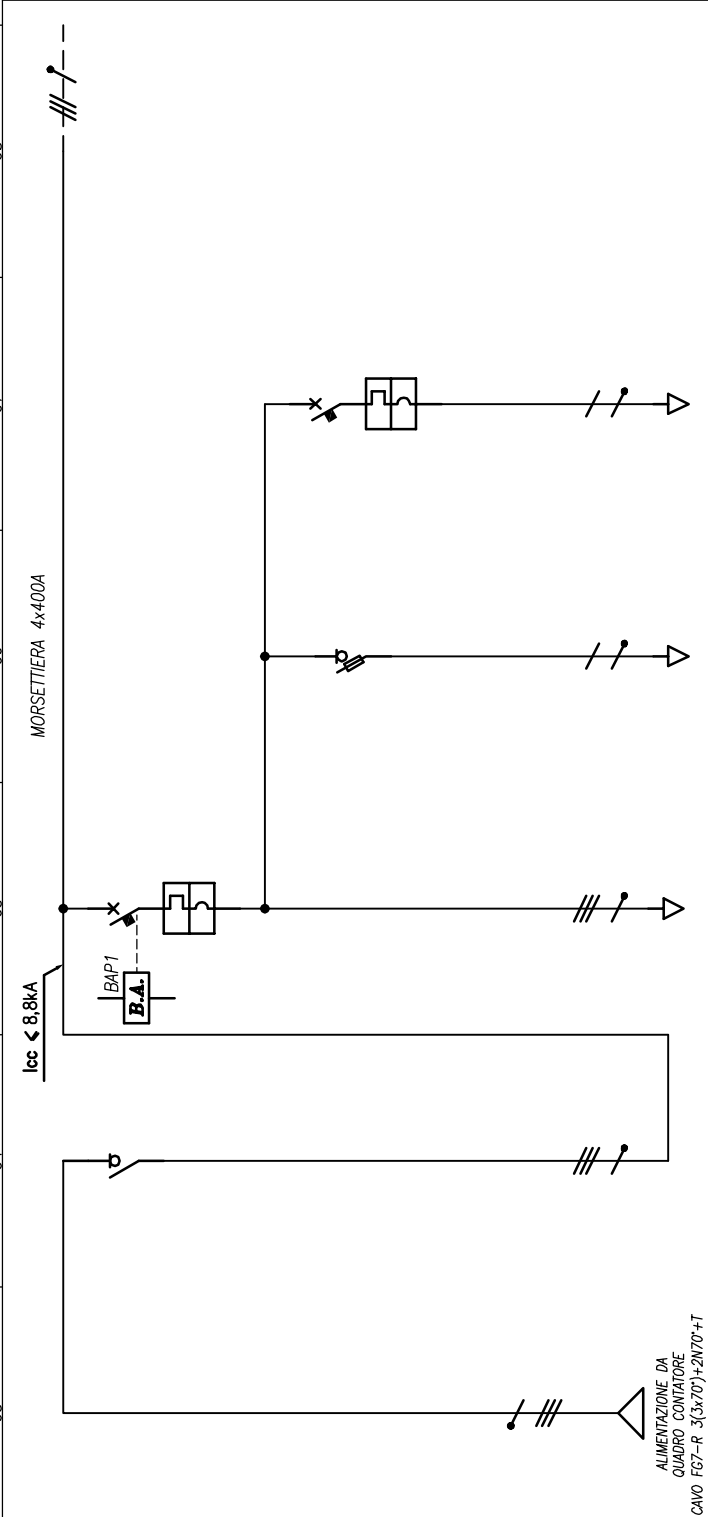 MORSETTIERA 4x400A
Icc ⩽ 8,8kA
BAP1
B.A.
ALIMENTAZIONE DA
QUADRO CONTATORE
CAVO FG7-R 3(3x70°)+2N70°+T